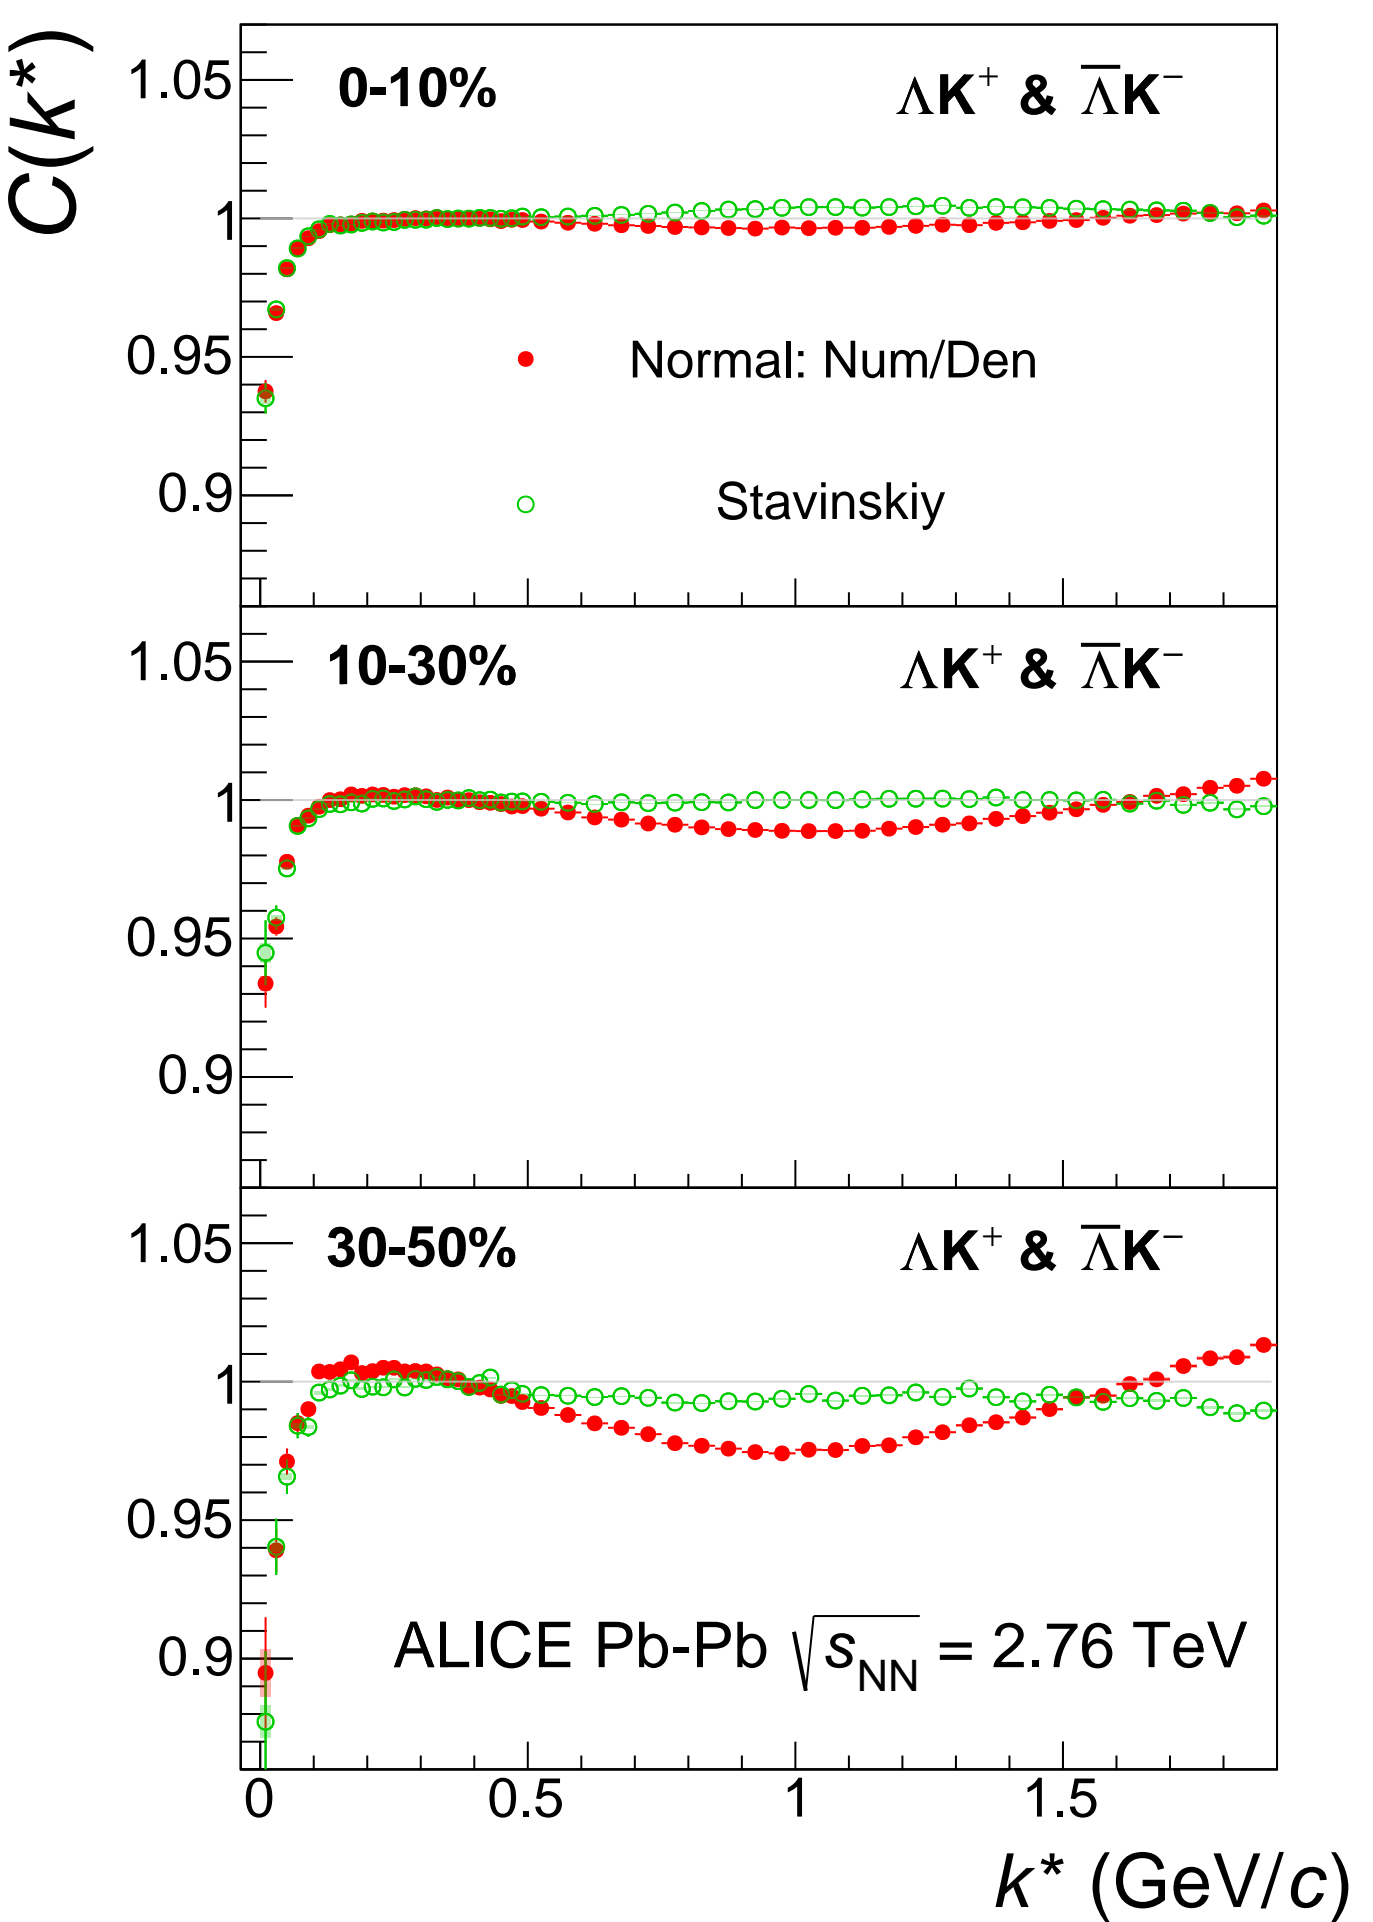 C(k*)
0-10%
ΛK⁺ & Λ̅K⁻
1.05
1
0.95
0.9
Normal: Num/Den
Stavinskiy
10-30%
ΛK⁺ & Λ̅K⁻
1.05
1
0.95
0.9
30-50%
ΛK⁺ & Λ̅K⁻
1.05
1
0.95
0.9
ALICE Pb-Pb √s_NN = 2.76 TeV
0 0.5 1 1.5
k* (GeV/c)